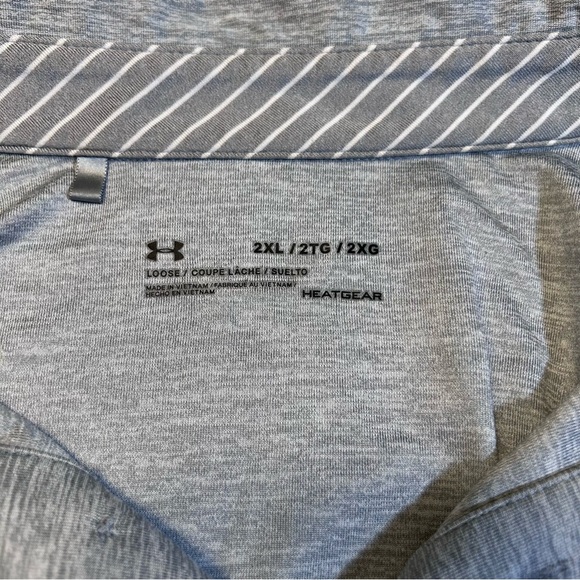 2XL / 2TG / 2XG
LOOSE / COUPE LÂCHE / SUELTO
MADE IN VIETNAM / FABRIQUÉ AU VIETNAM /
HECHO EN VIETNAM
HEATGEAR